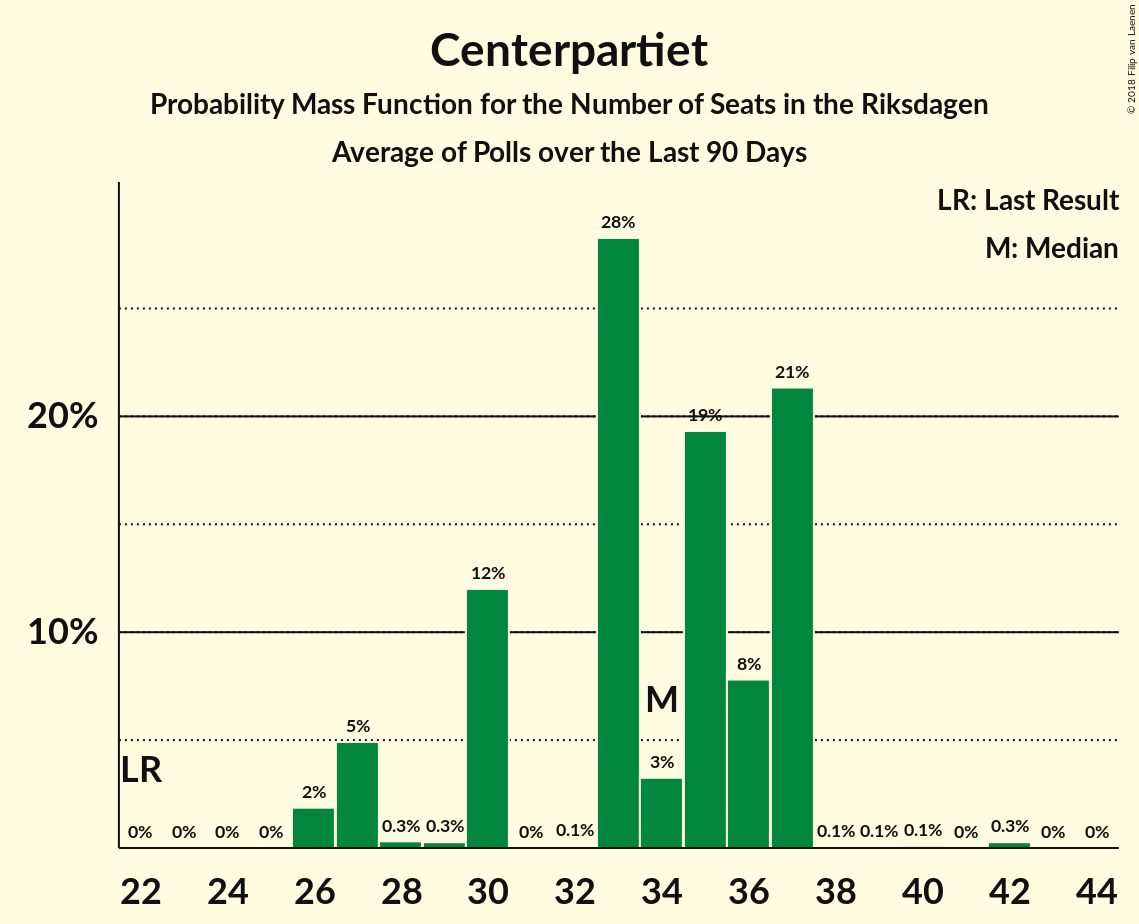 Centerpartiet
Probability Mass Function for the Number of Seats in the Riksdagen
Average of Polls over the Last 90 Days
© 2018 Filip van Laenen
LR: Last Result
M: Median
20%
10%
LR
M
0% 0% 0% 0% 2% 5% 0.3% 0.3% 12% 0% 0.1% 28% 3% 19% 8% 21% 0.1% 0.1% 0.1% 0% 0.3% 0% 0%
22 24 26 28 30 32 34 36 38 40 42 44